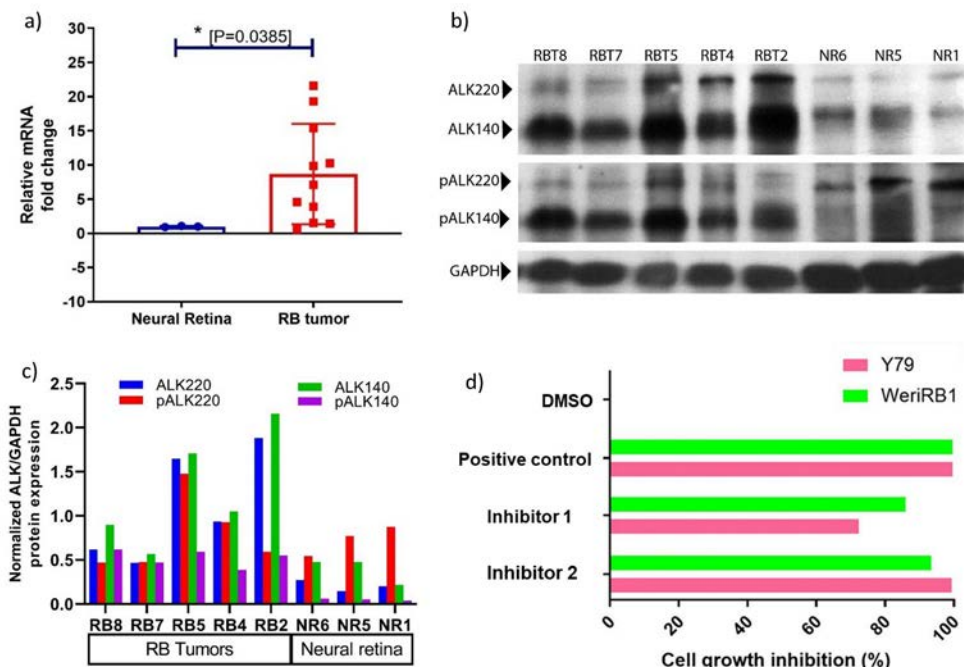 a)
* [P=0.0385]
Relative mRNA
fold change
30
25
20
15
10
5
0
-5
-10
Neural Retina RB tumor
b)
RBT8 RBT7 RBT5 RBT4 RBT2 NR6 NR5 NR1
ALK220
ALK140
pALK220
pALK140
GAPDH
c)
ALK220 ALK140
pALK220 pALK140
Normalized ALK/GAPDH
protein expression
2.5
2.0
1.5
1.0
0.5
0.0
RB8 RB7 RB5 RB4 RB2 NR6 NR5 NR1
RB Tumors Neural retina
d)
Y79
WeriRB1
DMSO
Positive control
Inhibitor 1
Inhibitor 2
0 20 40 60 80 100
Cell growth inhibition (%)